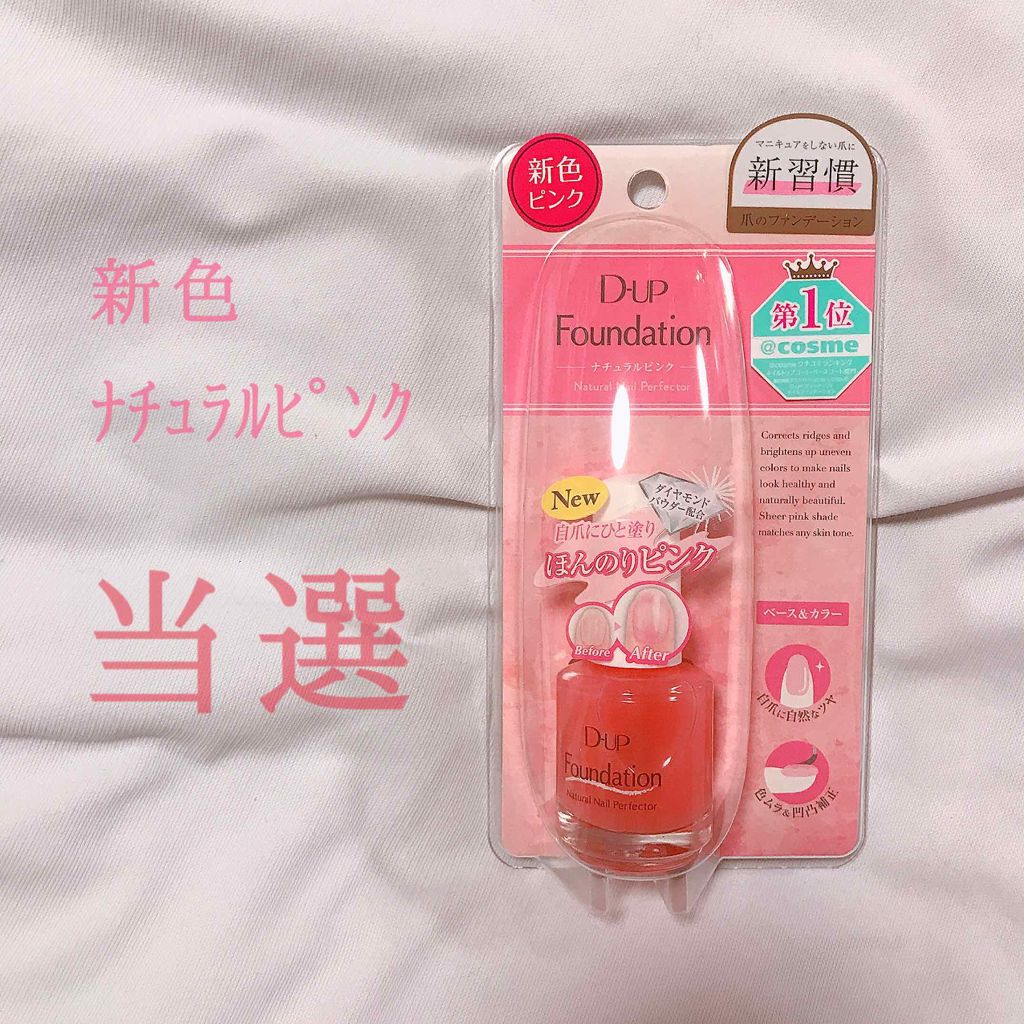 新色
ﾅﾁｭﾗﾙﾋﾟﾝｸ
当選
新色
ピンク
マニキュアをしない爪に
新習慣
爪のファンデーション
D-UP
Foundation
ナチュラルピンク
Natural Nail Perfector
第1位
@cosme
New
ダイヤモンド
パウダー配合
自爪にひと塗り
ほんのりピンク
Before
After
Corrects ridges and
brightens up uneven
colors to make nails
look healthy and
naturally beautiful.
Sheer pink shade
matches any skin tone.
ベース&カラー
自爪に自然なツヤ
色ムラ&凹凸補正
D-UP
Foundation
Natural Nail Perfector